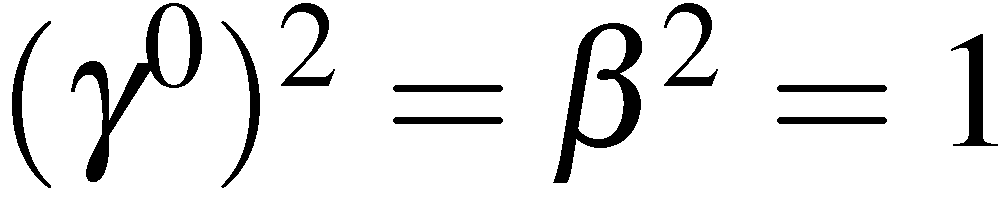 (γ⁰)² = β² = 1